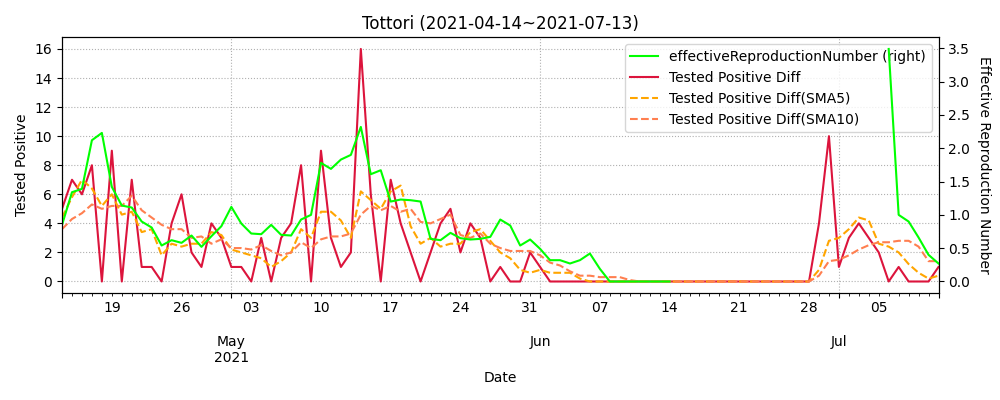 Tottori (2021-04-14~2021-07-13)
effectiveReproductionNumber (right)
Tested Positive Diff
Tested Positive Diff(SMA5)
Tested Positive Diff(SMA10)
Tested Positive
16
14
12
10
8
6
4
2
0
3.5
3.0
2.5
2.0
1.5
1.0
0.5
0.0
Effective Reproduction Number
19 26 03 10 17 24 31 07 14 21 28 05
May Jun Jul
2021
Date